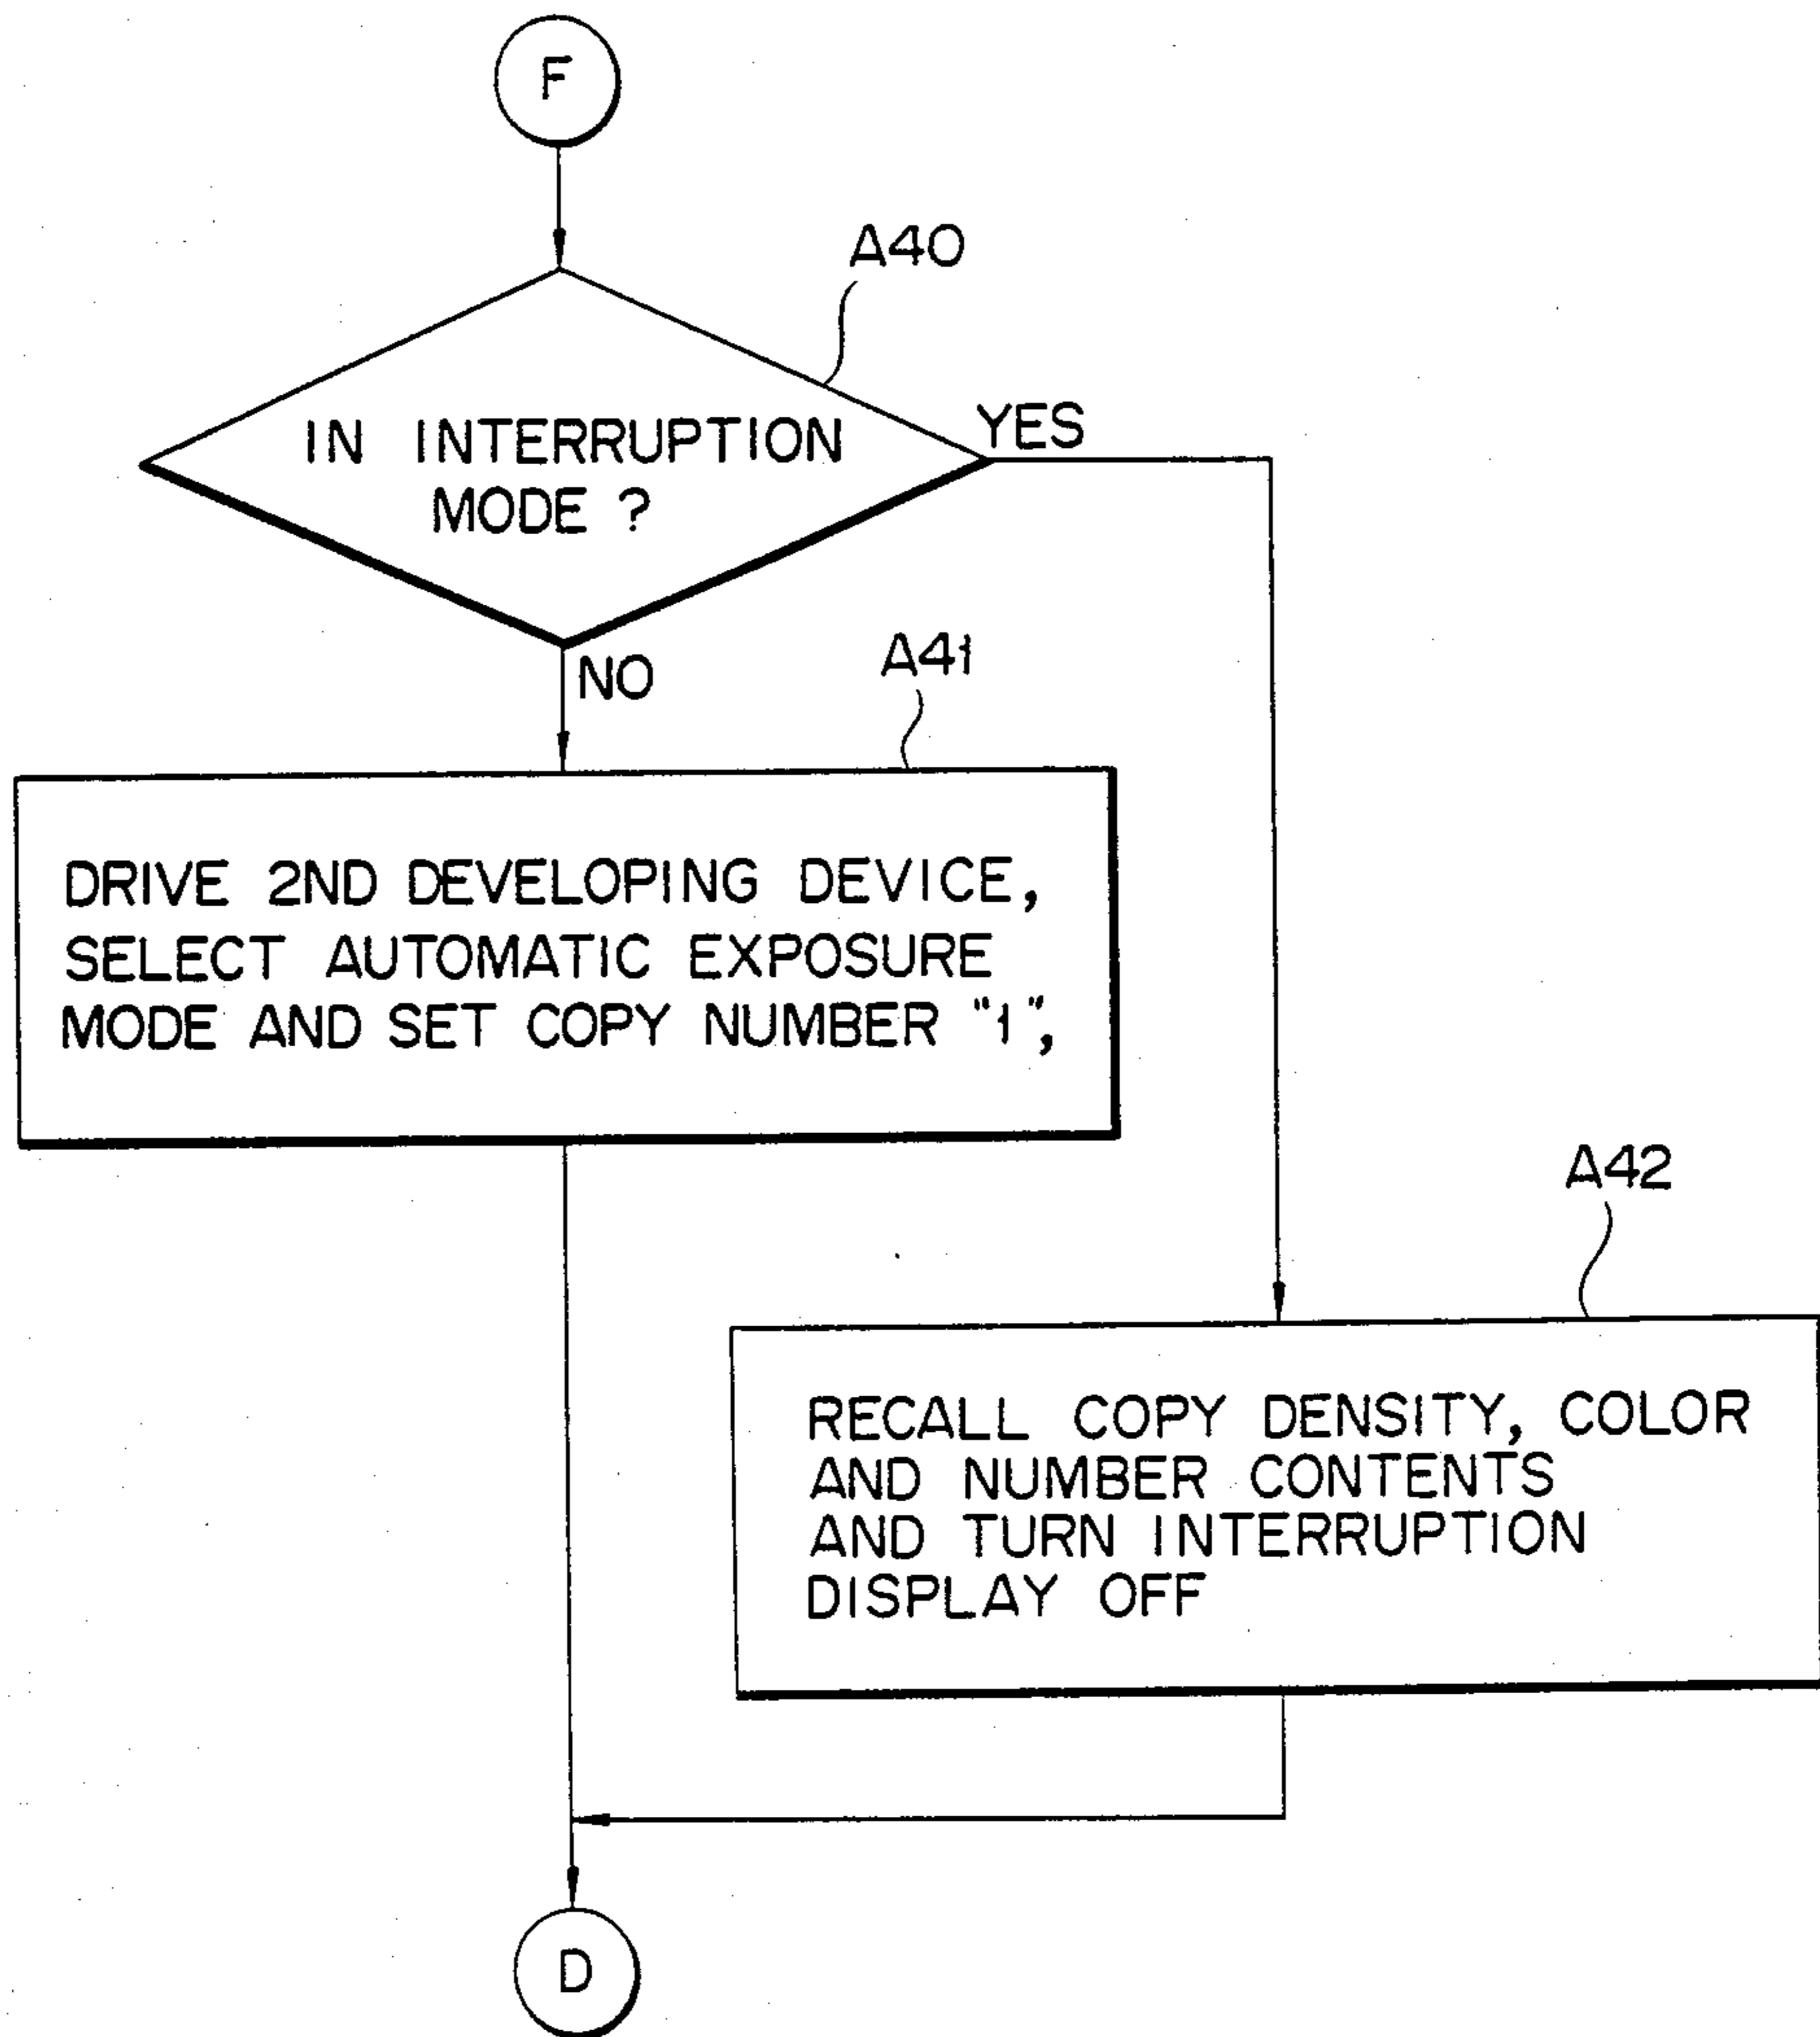 F
A40
IN INTERRUPTION
MODE ?
YES
NO
A41
DRIVE 2ND DEVELOPING DEVICE,
SELECT AUTOMATIC EXPOSURE
MODE AND SET COPY NUMBER "1",
A42
RECALL COPY DENSITY, COLOR
AND NUMBER CONTENTS
AND TURN INTERRUPTION
DISPLAY OFF
D